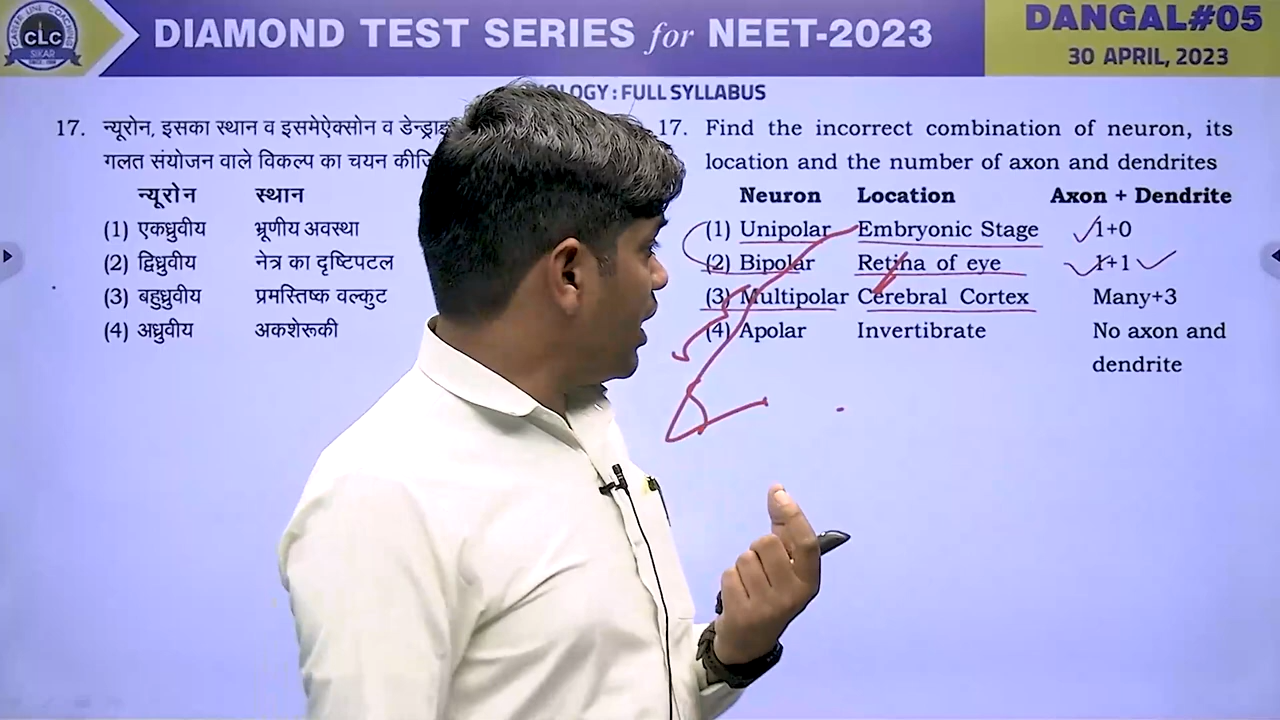 CAREER LINE COACHING
CLC
SIKAR
DIAMOND TEST SERIES for NEET-2023
DANGAL#05
30 APRIL, 2023
: FULL SYLLABUS
17. न्यूरोन, इसका स्थान व इसमेऐक्सोन व
गलत संयोजन वाले विकल्प का चयन
न्यूरोन स्थान
(1) एकध्रुवीय भ्रूणीय अवस्था
(2) द्विध्रुवीय नेत्र का दृष्टिपटल
(3) बहुध्रुवीय प्रमस्तिष्क वल्कुट
(4) अध्रुवीय अकशेरूकी
17. Find the incorrect combination of neuron, its
location and the number of axon and dendrites
Neuron Location Axon + Dendrite
(1) Unipolar Embryonic Stage 1+0
(2) Bipolar Retina of eye 1+1
(3) Multipolar Cerebral Cortex Many+3
(4) Apolar Invertibrate No axon and
dendrite